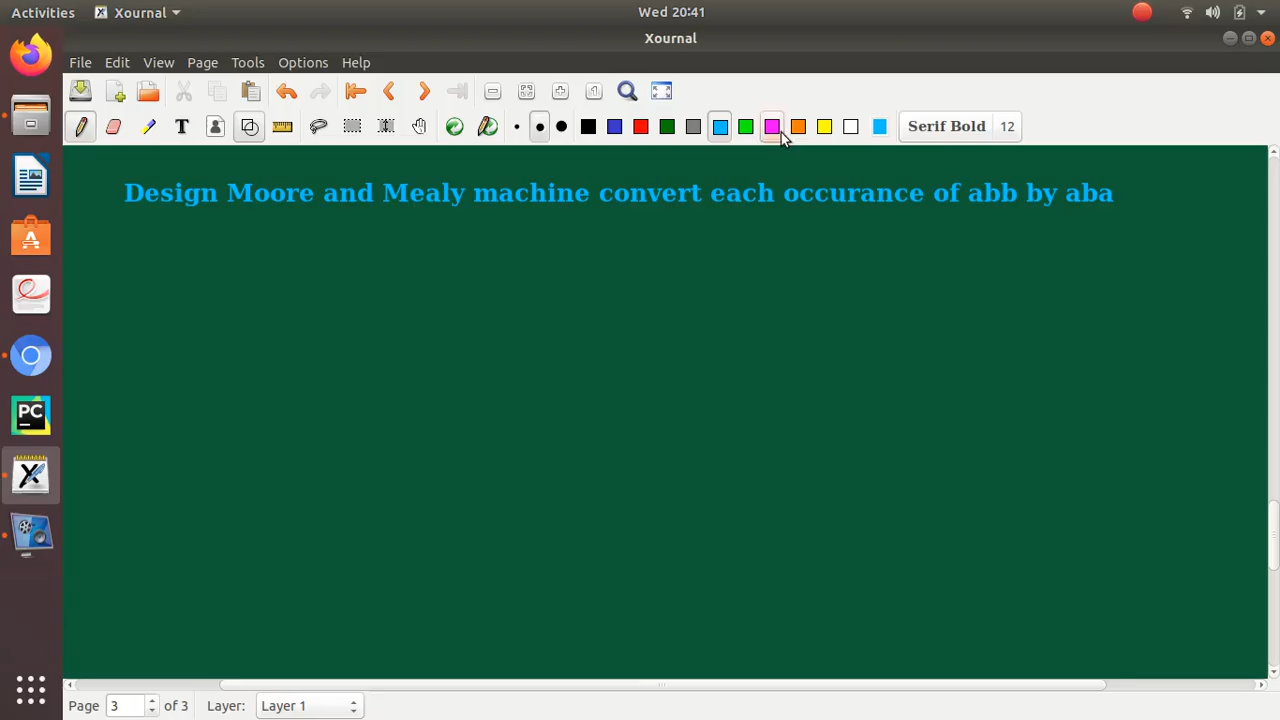 Activities Xournal Wed 20:41
Xournal
File Edit View Page Tools Options Help
Serif Bold 12
Design Moore and Mealy machine convert each occurance of abb by aba
PC
Page 3 of 3 Layer: Layer 1